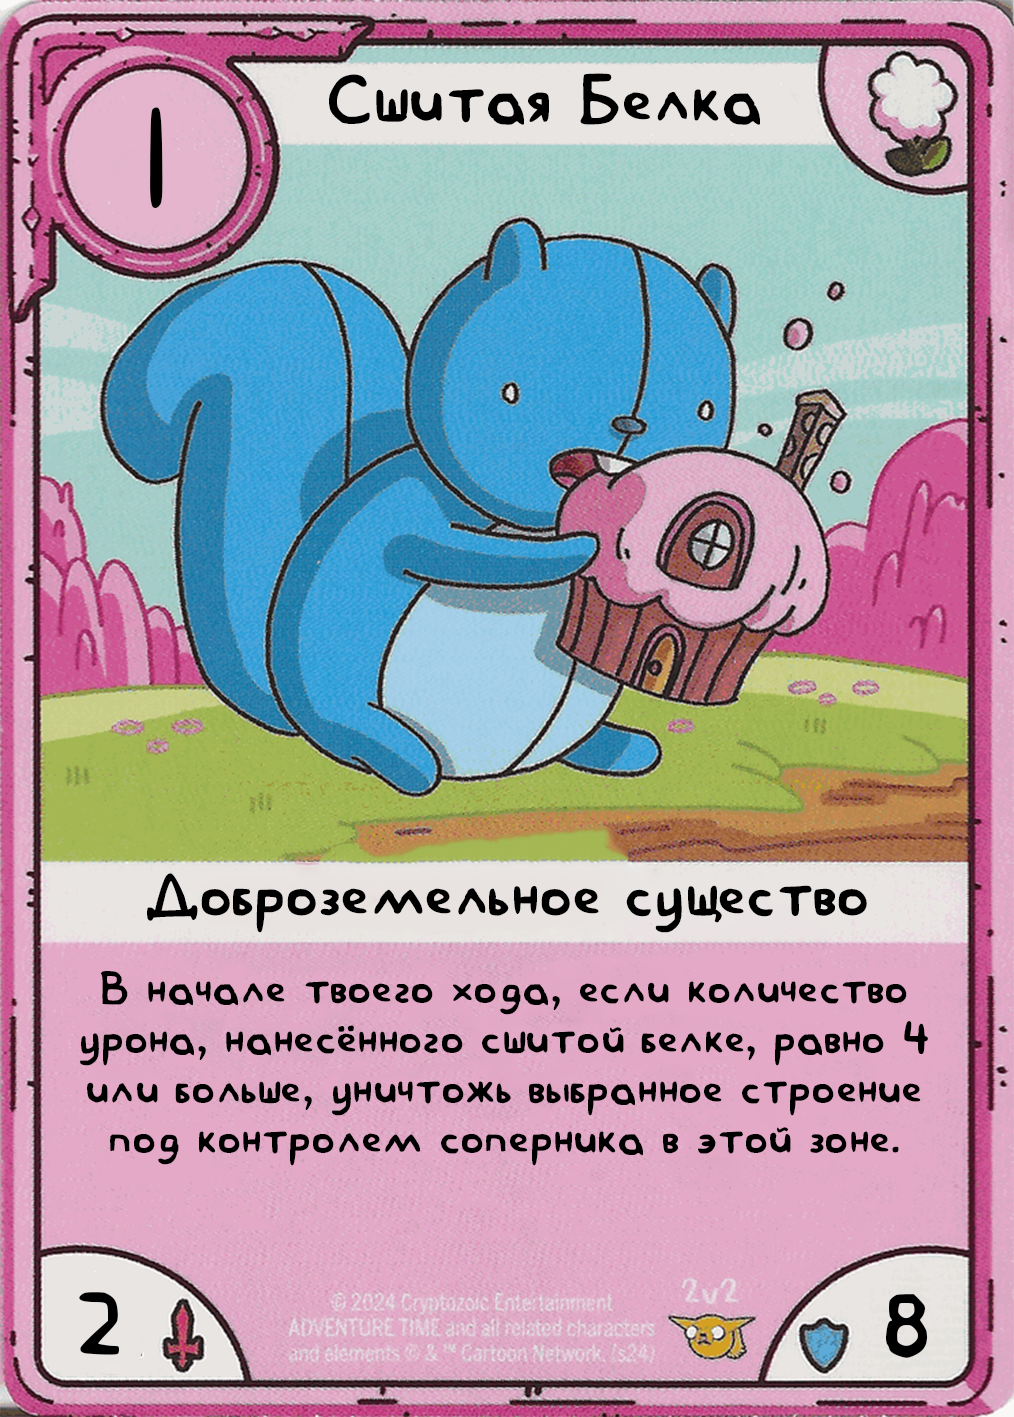 1
Сшитая Белка
Доброземельное существо
В начале твоего хода, если количество
урона, нанесённого сшитой белке, равно 4
или больше, уничтожь выбранное строение
под контролем соперника в этой зоне.
2
© 2024 Cryptozoic Entertainment
ADVENTURE TIME and all related characters
and elements © & ™ Cartoon Network. (s24)
2v2
8